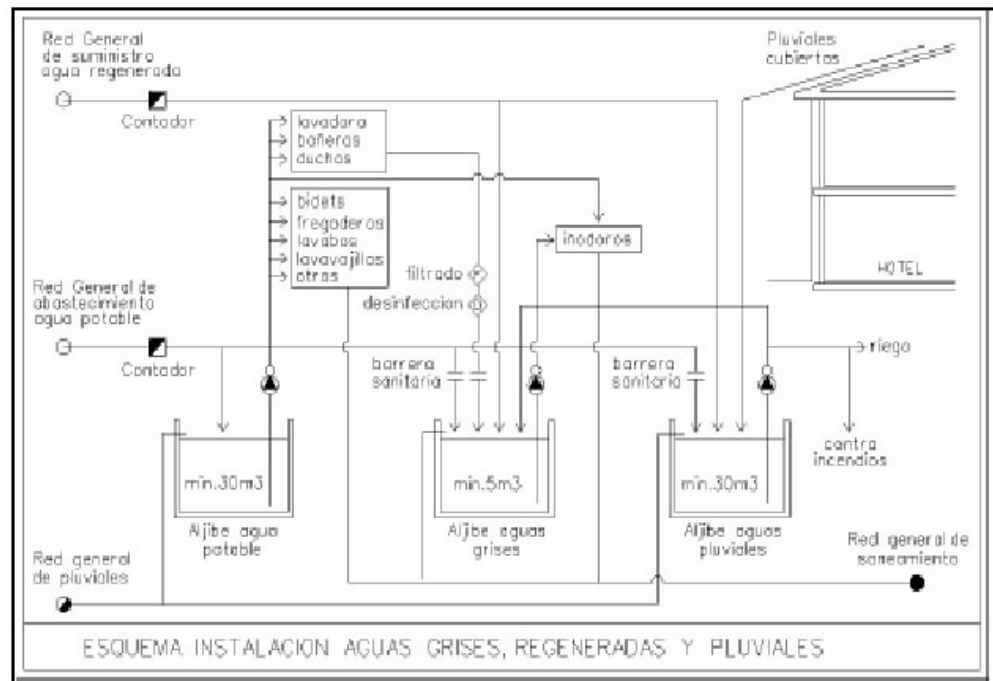 Red General
de suministro
agua regenerada
Contador
Pluviales
cubiertas
lavadora
bañeras
duchas
bidets
fregaderos
lavabos
lavavajillos
otros
inodoros
filtrado
desinfeccion
HOTEL
Red General de
abastecimiento
agua potable
Contador
barrera
sanitaria
barrera
sanitaria
riego
contra
incendios
min.30m3
min.5m3
min.30m3
Aljibe agua
potable
Aljibe aguas
grises
Aljibe aguas
pluviales
Red general
de pluviales
Red general de
saneamiento
ESQUEMA INSTALACION AGUAS GRISES, REGENERADAS Y PLUVIALES